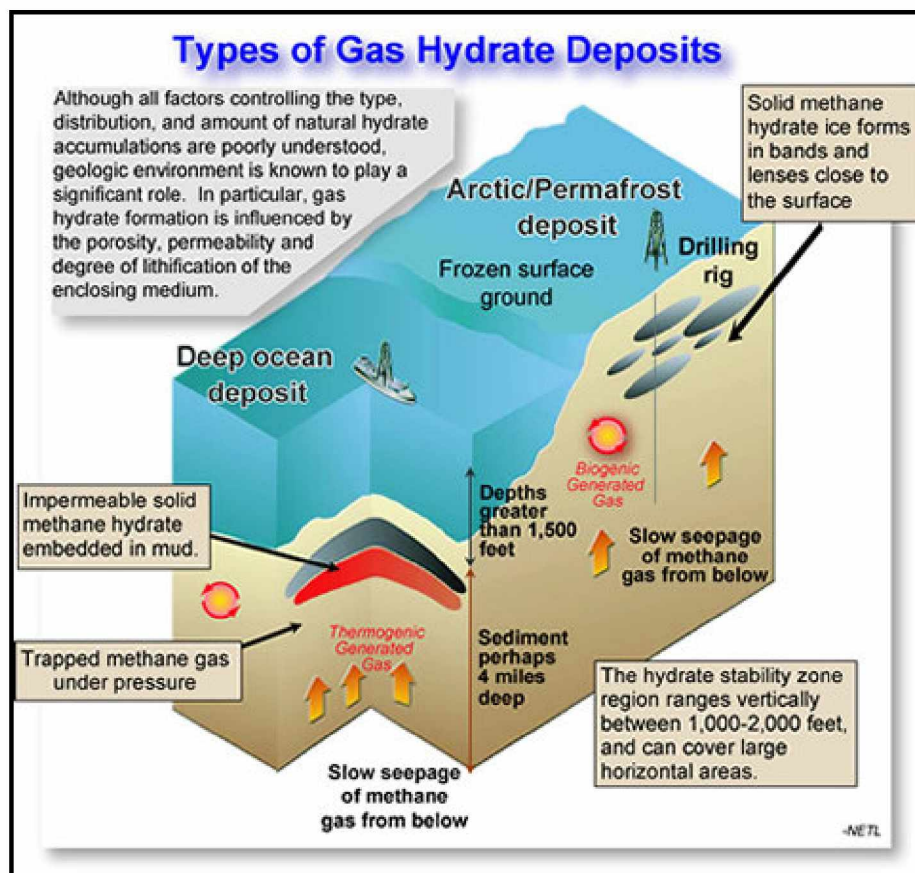 Types of Gas Hydrate Deposits
Although all factors controlling the type,
distribution, and amount of natural hydrate
accumulations are poorly understood,
geologic environment is known to play a
significant role. In particular, gas
hydrate formation is influenced by
the porosity, permeability and
degree of lithification of the
enclosing medium.
Solid methane
hydrate ice forms
in bands and
lenses close to
the surface
Arctic/Permafrost
deposit
Drilling
rig
Frozen surface
ground
Deep ocean
deposit
Impermeable solid
methane hydrate
embedded in mud.
Depths
greater
than 1,500
feet
Biogenic
Generated
Gas
Slow seepage
of methane
gas from below
Trapped methane gas
under pressure
Thermogenic
Generated
Gas
Sediment
perhaps
4 miles
deep
The hydrate stability zone
region ranges vertically
between 1,000-2,000 feet,
and can cover large
horizontal areas.
Slow seepage
of methane
gas from below
-NETL